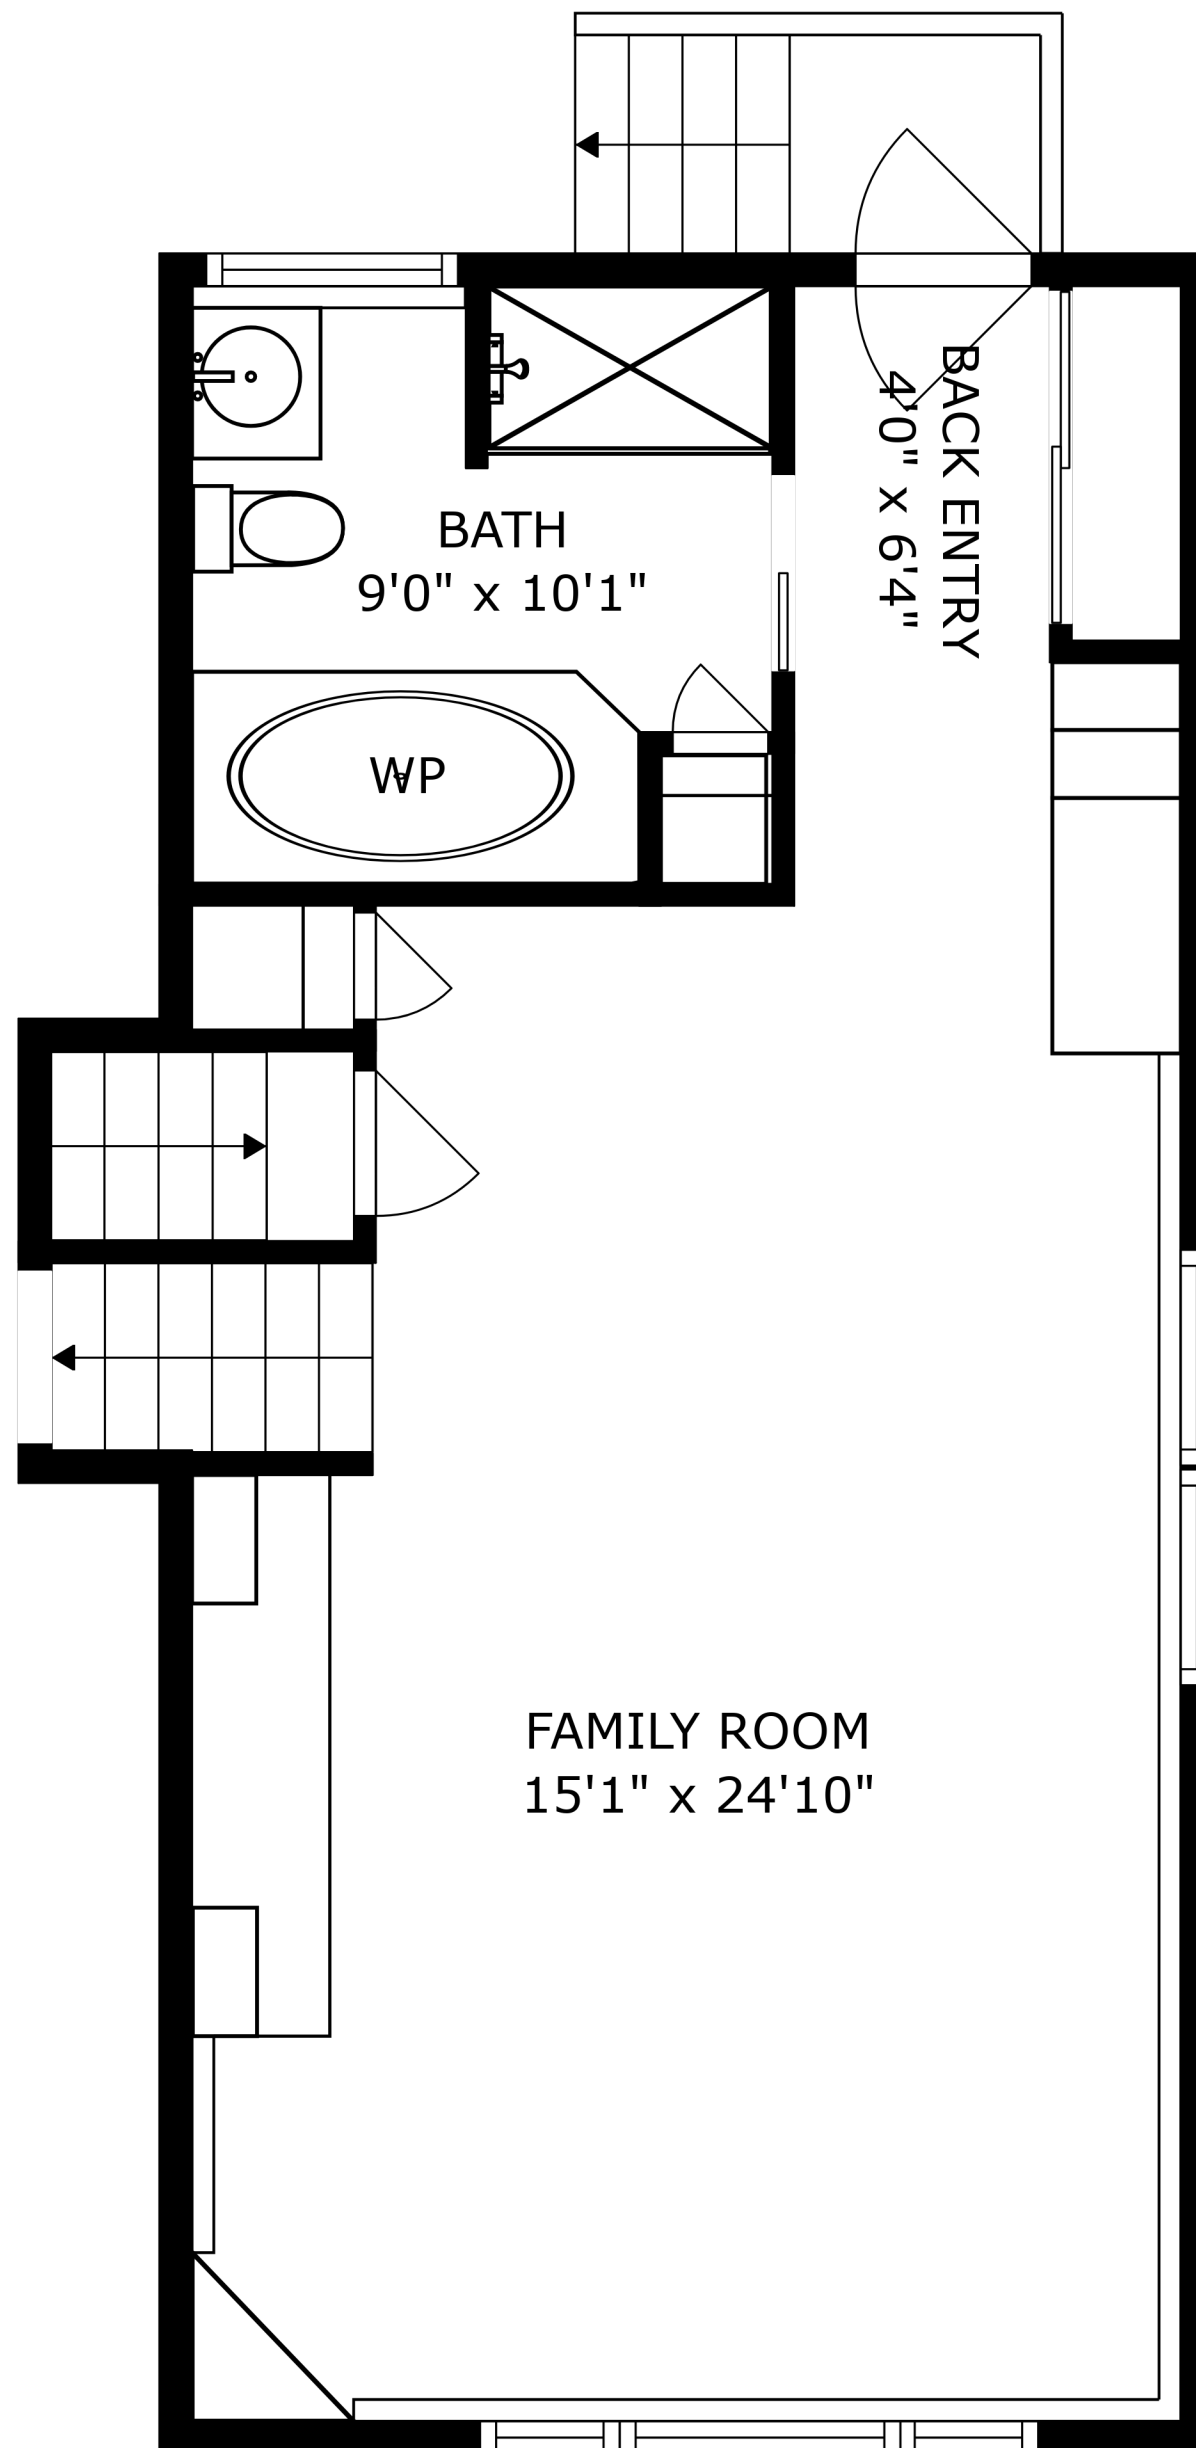 BACK ENTRY
4'0" x 6'4"
BATH
9'0" x 10'1"
WP
FAMILY ROOM
15'1" x 24'10"